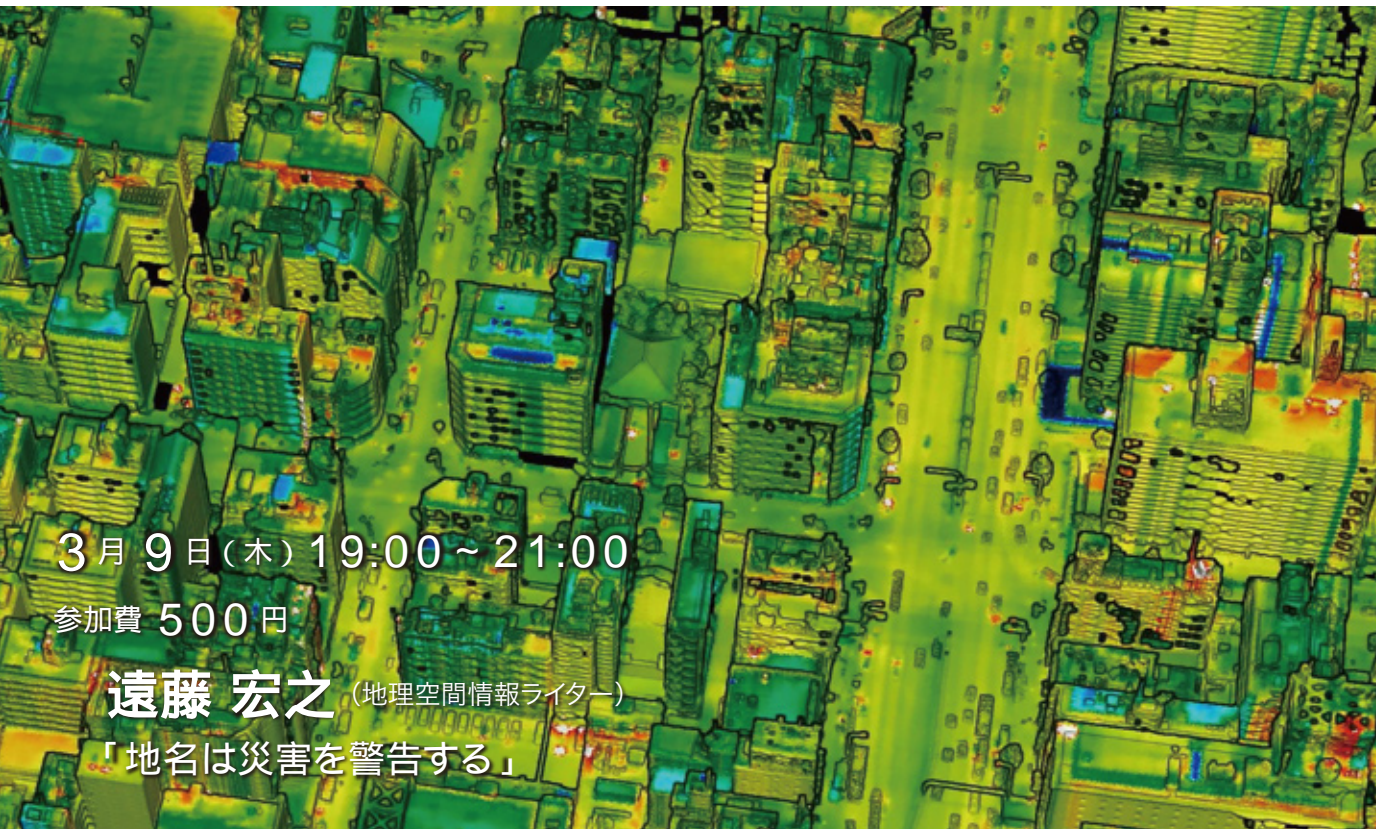 3月9日(木)19:00~21:00
参加費 500円
遠藤 宏之(地理空間情報ライター)
「地名は災害を警告する」